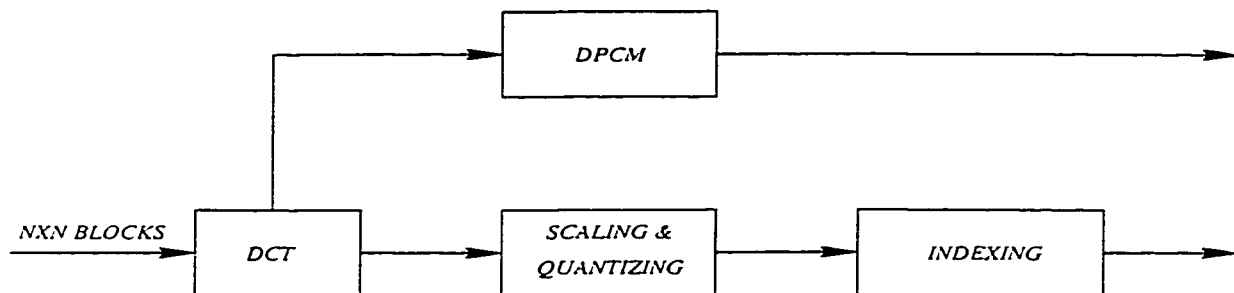 DPCM
NXN BLOCKS
DCT
SCALING &
QUANTIZING
INDEXING